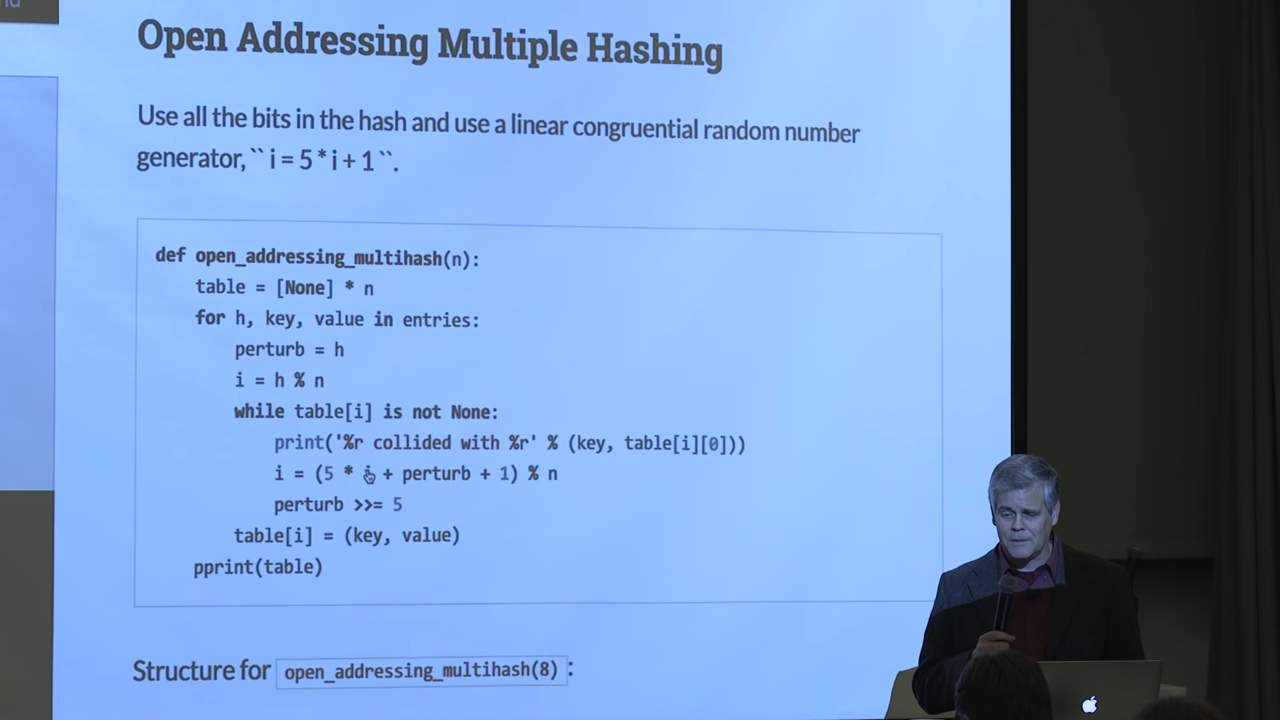 Open Addressing Multiple Hashing
Use all the bits in the hash and use a linear congruential random number
generator, ``i = 5 * i + 1``.
def open_addressing_multihash(n):
table = [None] * n
for h, key, value in entries:
perturb = h
i = h % n
while table[i] is not None:
print('%r collided with %r' % (key, table[i][0]))
i = (5 * i + perturb + 1) % n
perturb >>= 5
table[i] = (key, value)
pprint(table)
Structure for open_addressing_multihash(8) :